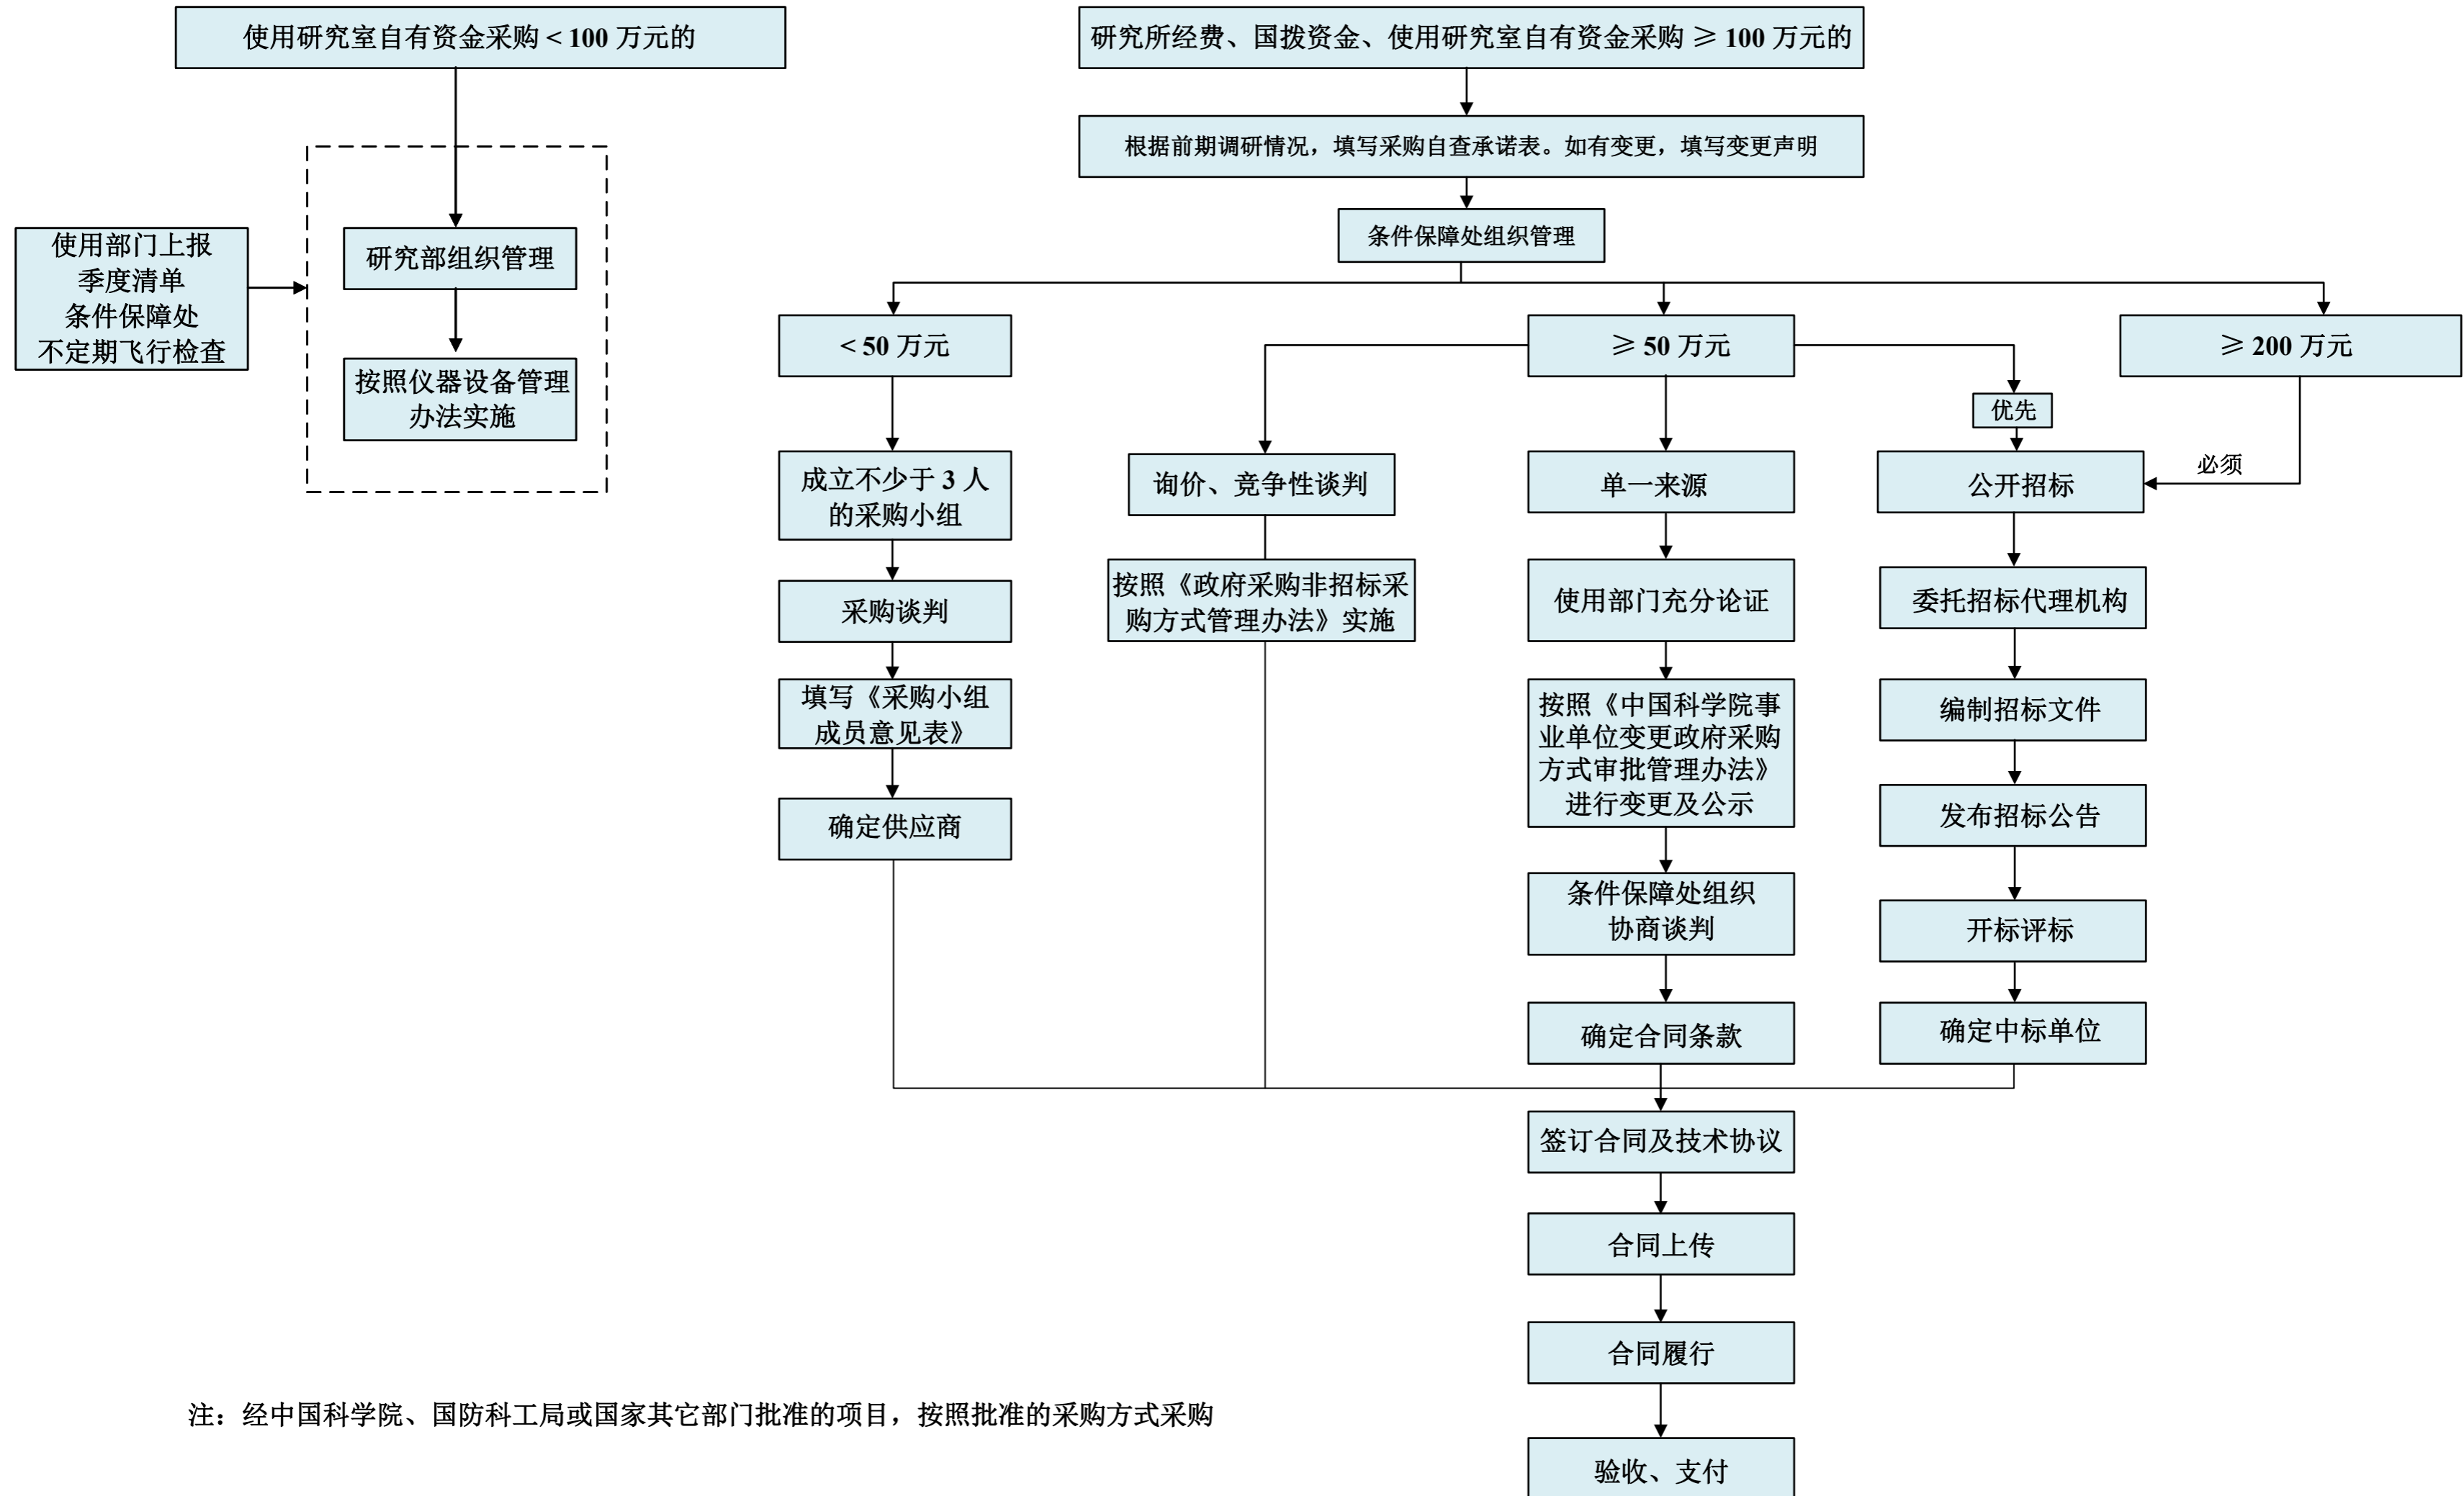 使用研究室自有资金采购 < 100 万元的
研究所经费、国拨资金、使用研究室自有资金采购 ≥ 100 万元的
根据前期调研情况，填写采购自查承诺表。如有变更，填写变更声明
条件保障处组织管理
使用部门上报
季度清单
条件保障处
不定期飞行检查
研究部组织管理
按照仪器设备管理
办法实施
< 50 万元
≥ 50 万元
≥ 200 万元
优先
必须
成立不少于 3 人
的采购小组
采购谈判
填写《采购小组
成员意见表》
确定供应商
询价、竞争性谈判
按照《政府采购非招标采
购方式管理办法》实施
单一来源
使用部门充分论证
按照《中国科学院事
业单位变更政府采购
方式审批管理办法》
进行变更及公示
条件保障处组织
协商谈判
确定合同条款
公开招标
委托招标代理机构
编制招标文件
发布招标公告
开标评标
确定中标单位
签订合同及技术协议
合同上传
合同履行
验收、支付
注：经中国科学院、国防科工局或国家其它部门批准的项目，按照批准的采购方式采购